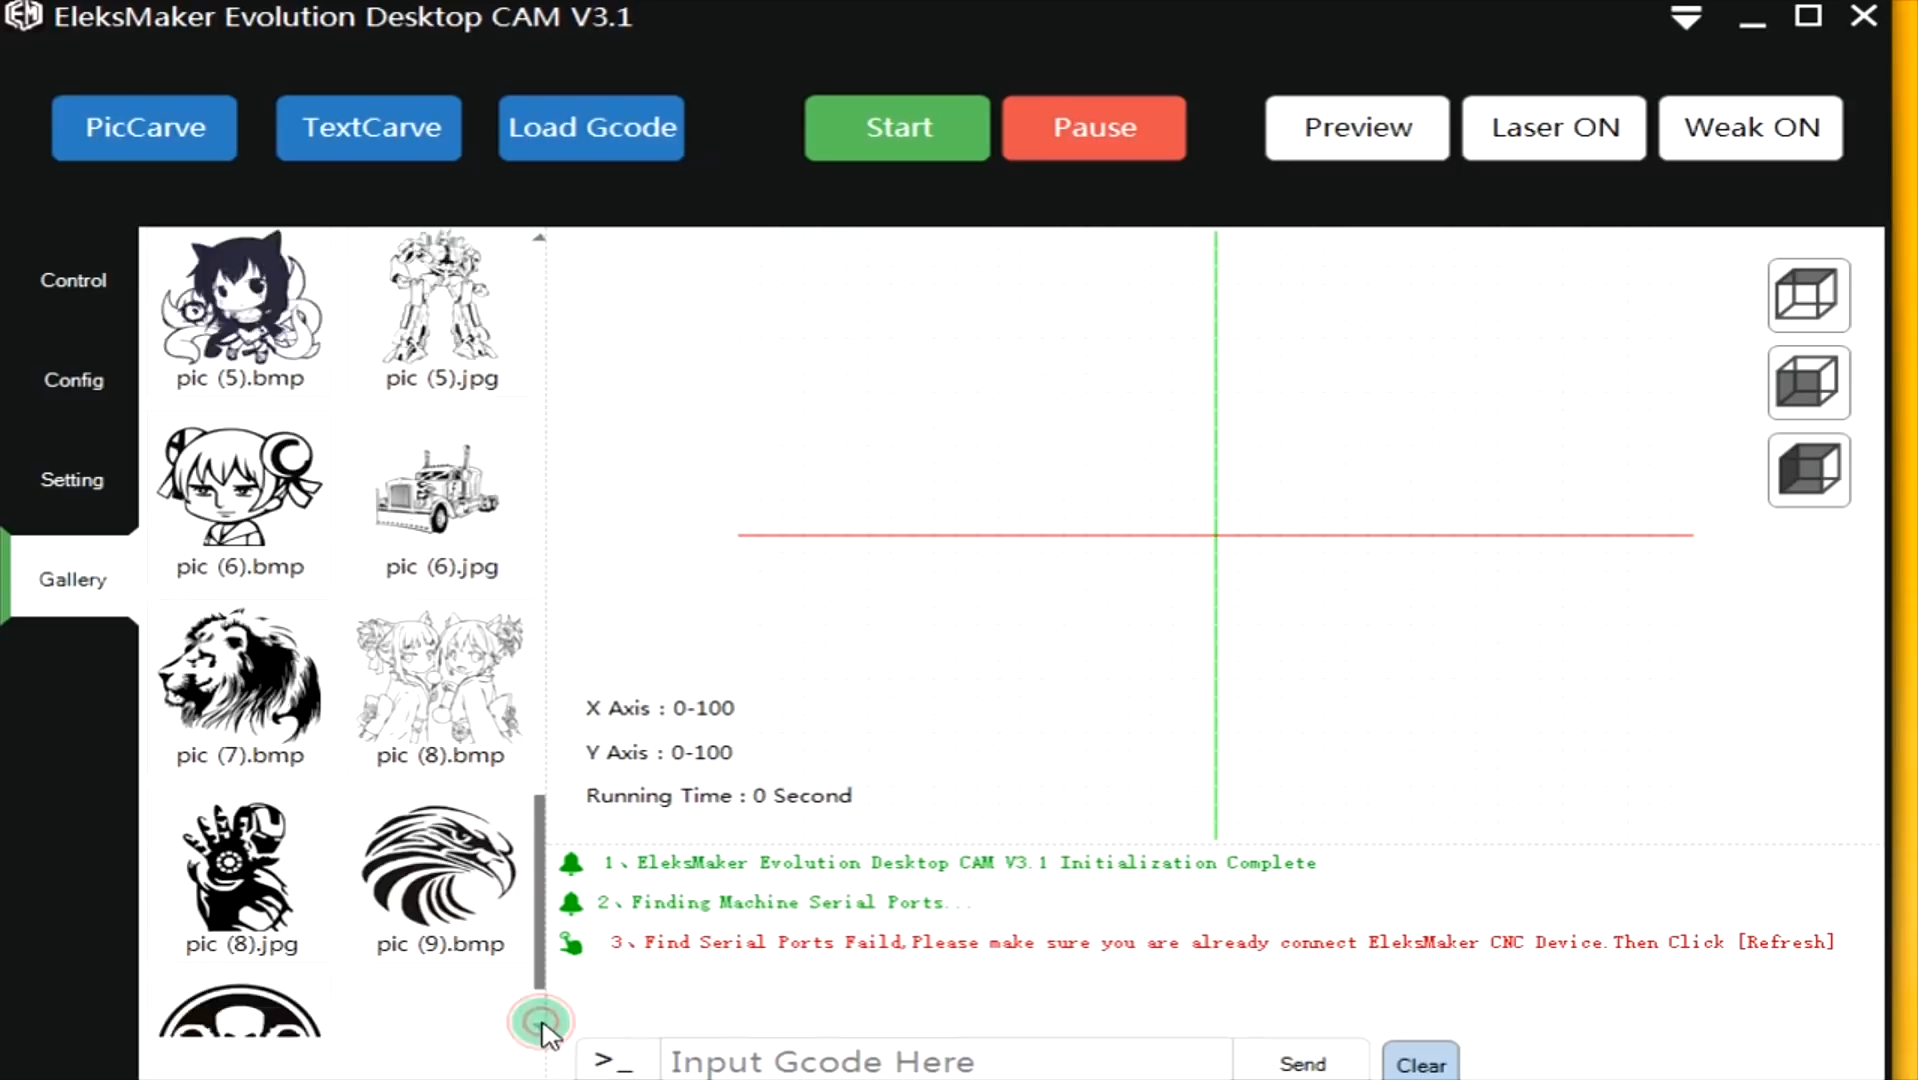 EleksMaker Evolution Desktop CAM V3.1
PicCarve
TextCarve
Load Gcode
Start
Pause
Preview
Laser ON
Weak ON
Control
Config
Setting
Gallery
pic (5).bmp
pic (5).jpg
pic (6).bmp
pic (6).jpg
pic (7).bmp
pic (8).bmp
pic (8).jpg
pic (9).bmp
X Axis : 0-100
Y Axis : 0-100
Running Time : 0 Second
1、EleksMaker Evolution Desktop CAM V3.1 Initialization Complete
2、Finding Machine Serial Ports...
3、Find Serial Ports Faild,Please make sure you are already connect EleksMaker CNC Device.Then Click [Refresh]
>_
Input Gcode Here
Send
Clear